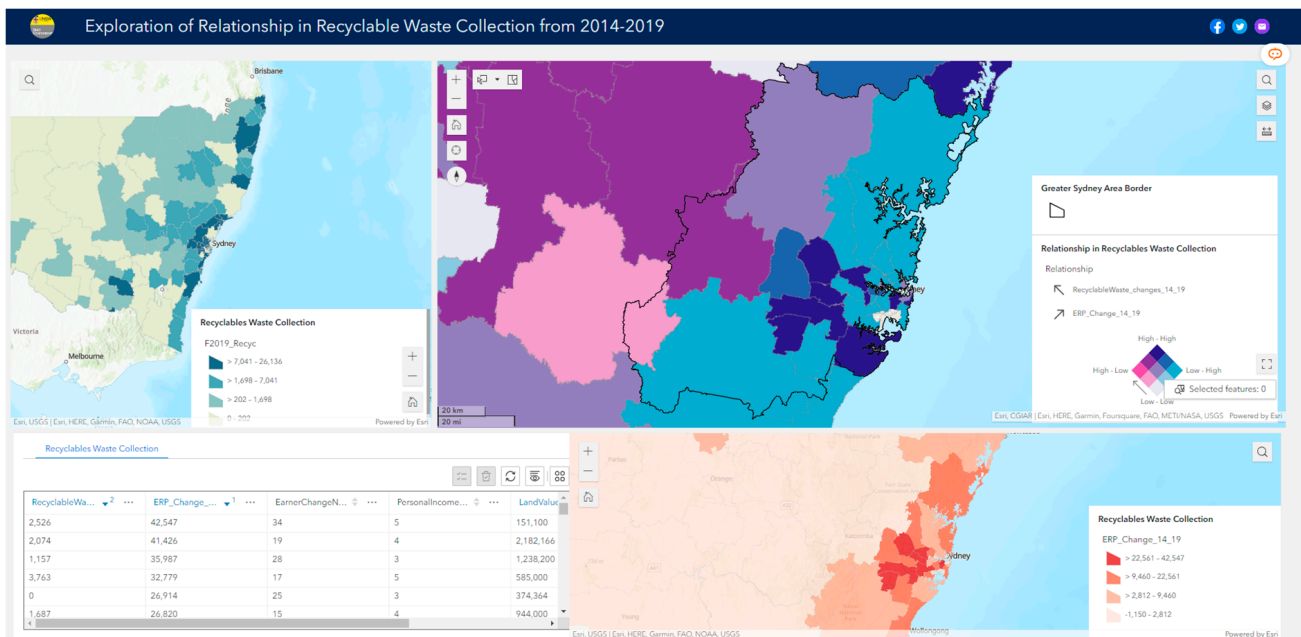 Exploration of Relationship in Recyclable Waste Collection from 2014-2019
Brisbane
Sydney
Victoria
Melbourne
Recyclables Waste Collection
F2019_Recyc
> 7,041 - 26,136
> 1,698 - 7,041
> 202 - 1,698
0 - 202
Esri, USGS | Esri, HERE, Garmin, FAO, NOAA, USGS
Powered by Esri
20 km
20 mi
Greater Sydney Area Border
Relationship in Recyclables Waste Collection
Relationship
RecyclableWaste_changes_14_19
ERP_Change_14_19
High - High
High - Low
Low - High
Low - Low
Selected features: 0
Esri, CGIAR | Esri, HERE, Garmin, Foursquare, FAO, METI/NASA, USGS Powered by Esri
Recyclables Waste Collection
RecyclableWa... 2 ERP_Change_... 1 EarnerChangeN... PersonalIncome... LandValue
2,526 42,547 34 5 151,100
2,074 41,426 19 4 2,182,166
1,157 35,987 28 3 1,238,200
3,763 32,779 17 5 585,000
0 26,914 25 3 374,364
1,687 26,820 15 4 944,000
Parkes
Orange
Katoomba
Young
Wollongong
Recyclables Waste Collection
ERP_Change_14_19
> 22,561 - 42,547
> 9,460 - 22,561
> 2,812 - 9,460
-1,150 - 2,812
Esri, USGS | Esri, HERE, Garmin, FAO, NOAA, USGS
Powered by Esri